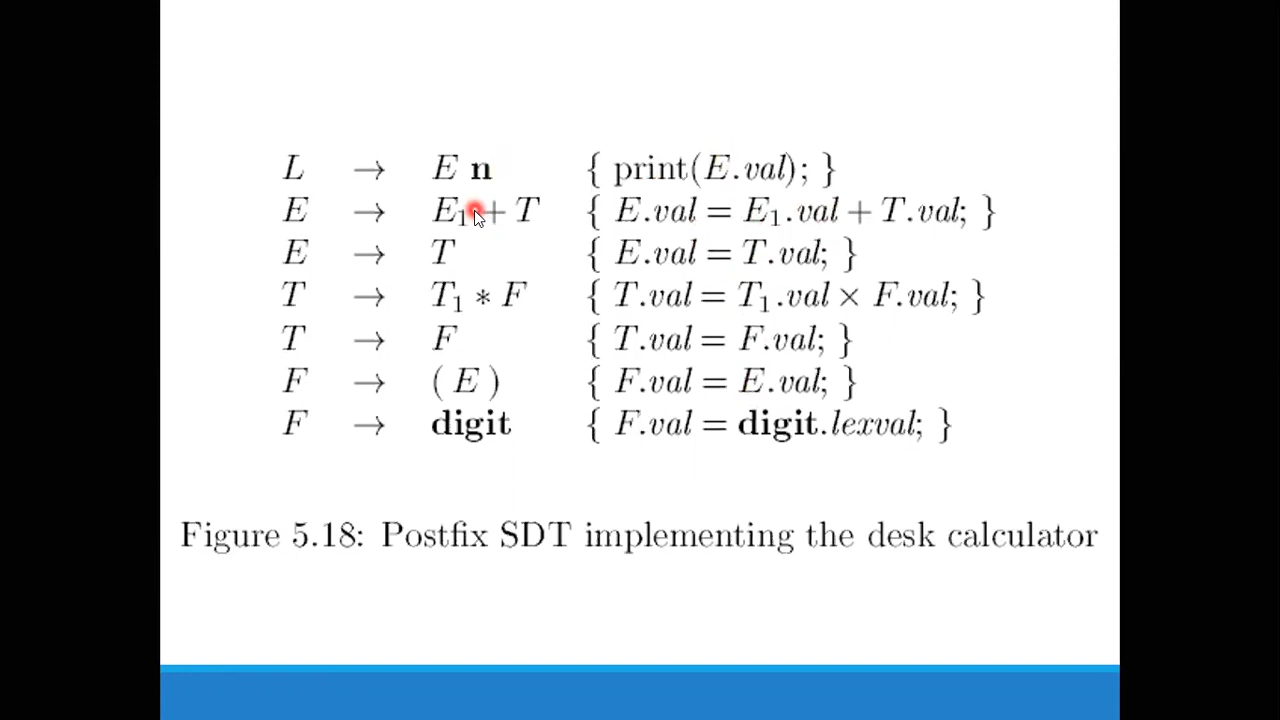 L → E n { print(E.val); }
E → E₁ + T { E.val = E₁.val + T.val; }
E → T { E.val = T.val; }
T → T₁ * F { T.val = T₁.val × F.val; }
T → F { T.val = F.val; }
F → ( E ) { F.val = E.val; }
F → digit { F.val = digit.lexval; }
Figure 5.18: Postfix SDT implementing the desk calculator